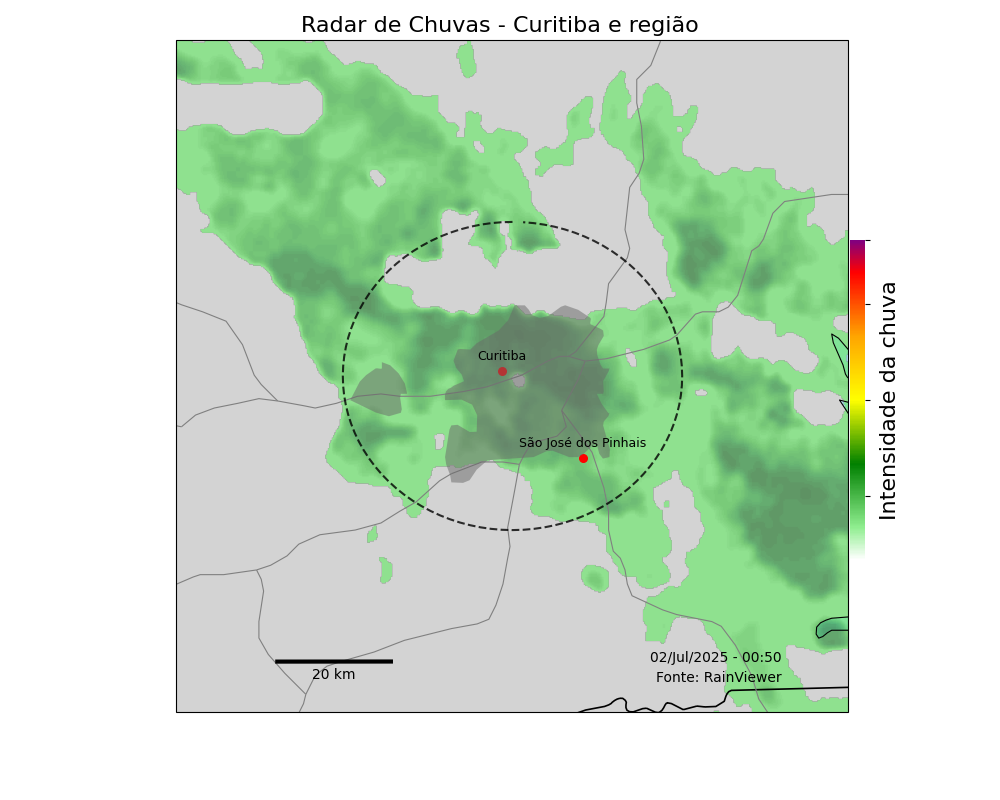 Radar de Chuvas - Curitiba e região
Curitiba
São José dos Pinhais
Intensidade da chuva
20 km
02/Jul/2025 - 00:50
Fonte: RainViewer